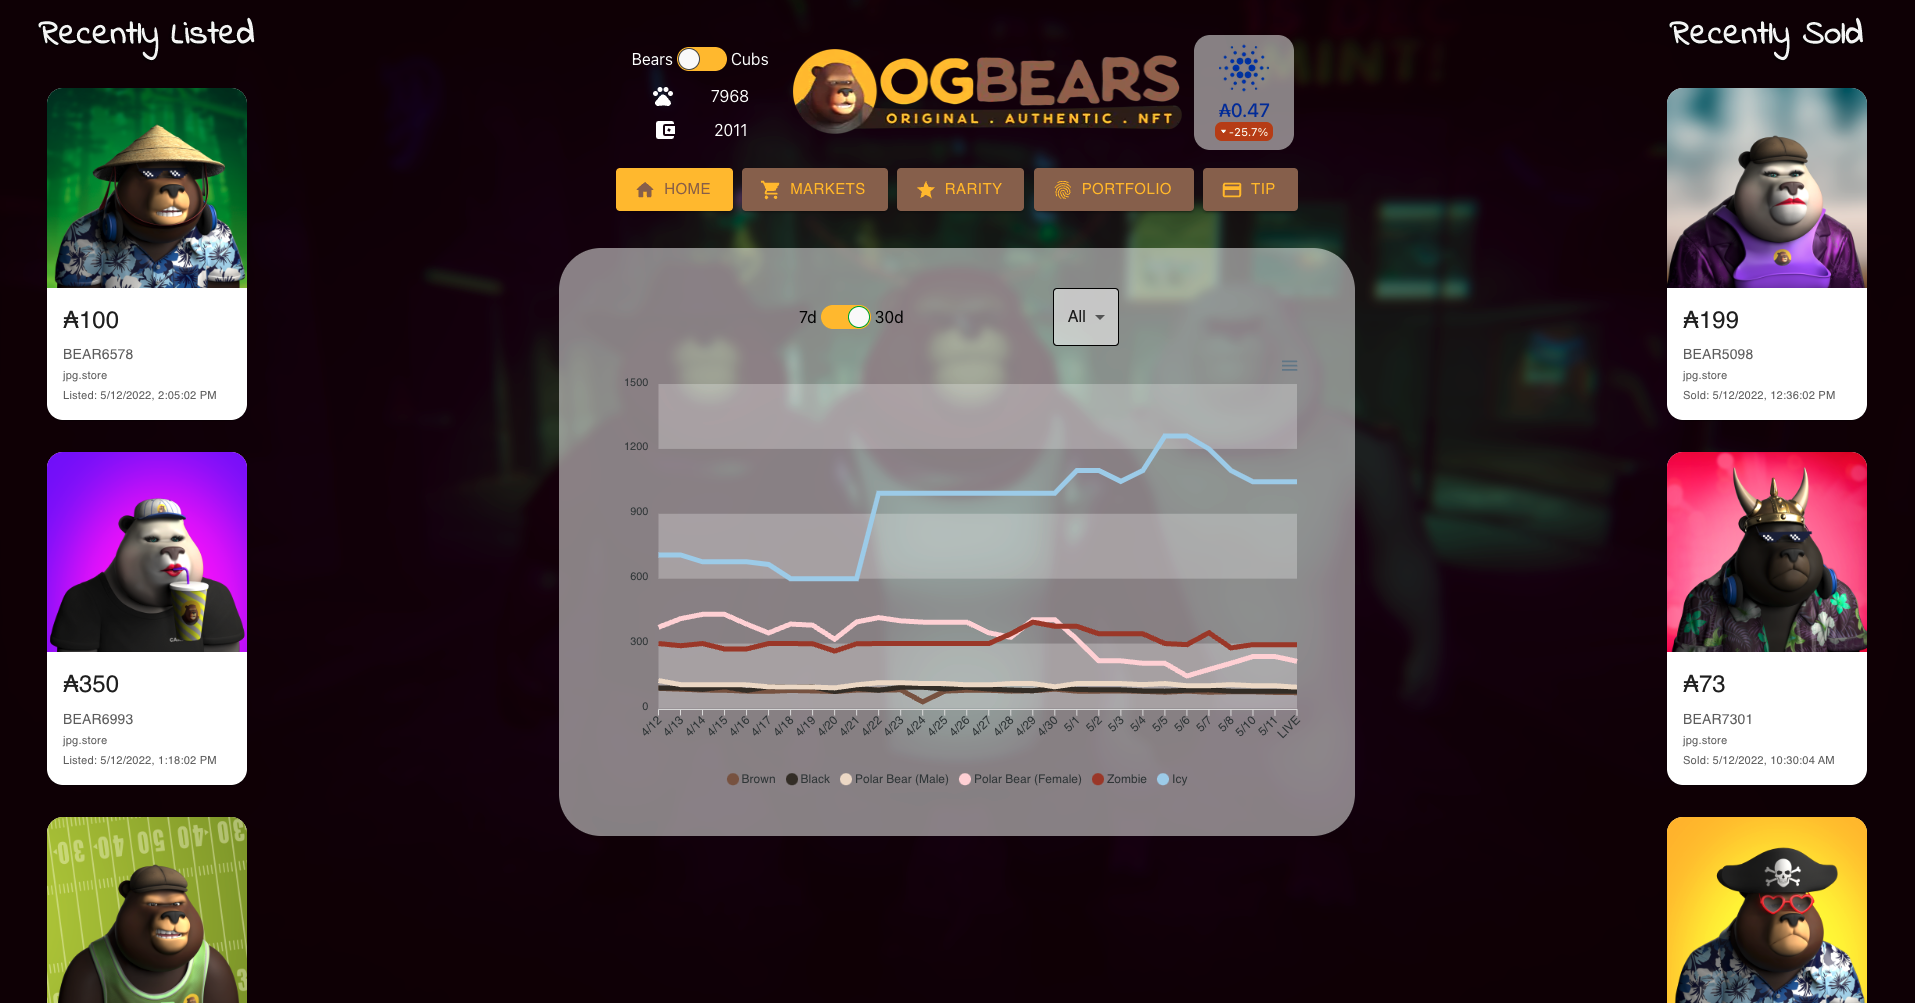 Recently Listed
₳100
BEAR6578
jpg.store
Listed: 5/12/2022, 2:05:02 PM
₳350
BEAR6993
jpg.store
Listed: 5/12/2022, 1:18:02 PM
30 40 50 40 30
Bears Cubs
7968
2011
OGBEARS
ORIGINAL . AUTHENTIC . NFT
₳0.47
-25.7%
HOME MARKETS RARITY PORTFOLIO TIP
7d 30d
All
1500
1200
900
600
300
0
4/12 4/13 4/14 4/15 4/16 4/17 4/18 4/19 4/20 4/21 4/22 4/23 4/24 4/25 4/26 4/27 4/28 4/29 4/30 5/1 5/2 5/3 5/4 5/5 5/6 5/7 5/8 5/10 5/11 LIVE
Brown Black Polar Bear (Male) Polar Bear (Female) Zombie Icy
Recently Sold
₳199
BEAR5098
jpg.store
Sold: 5/12/2022, 12:36:02 PM
₳73
BEAR7301
jpg.store
Sold: 5/12/2022, 10:30:04 AM